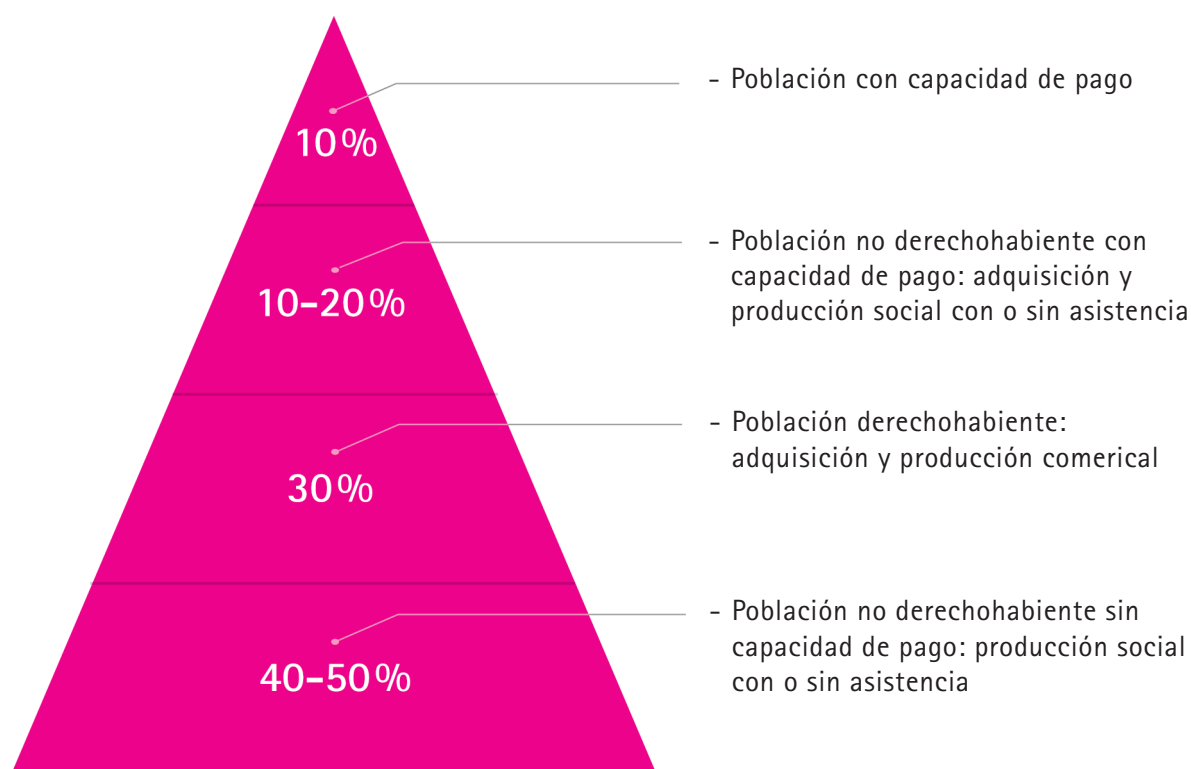 10%
- Población con capacidad de pago
10-20%
- Población no derechohabiente con
capacidad de pago: adquisición y
producción social con o sin asistencia
30%
- Población derechohabiente:
adquisición y producción comerical
40-50%
- Población no derechohabiente sin
capacidad de pago: producción social
con o sin asistencia